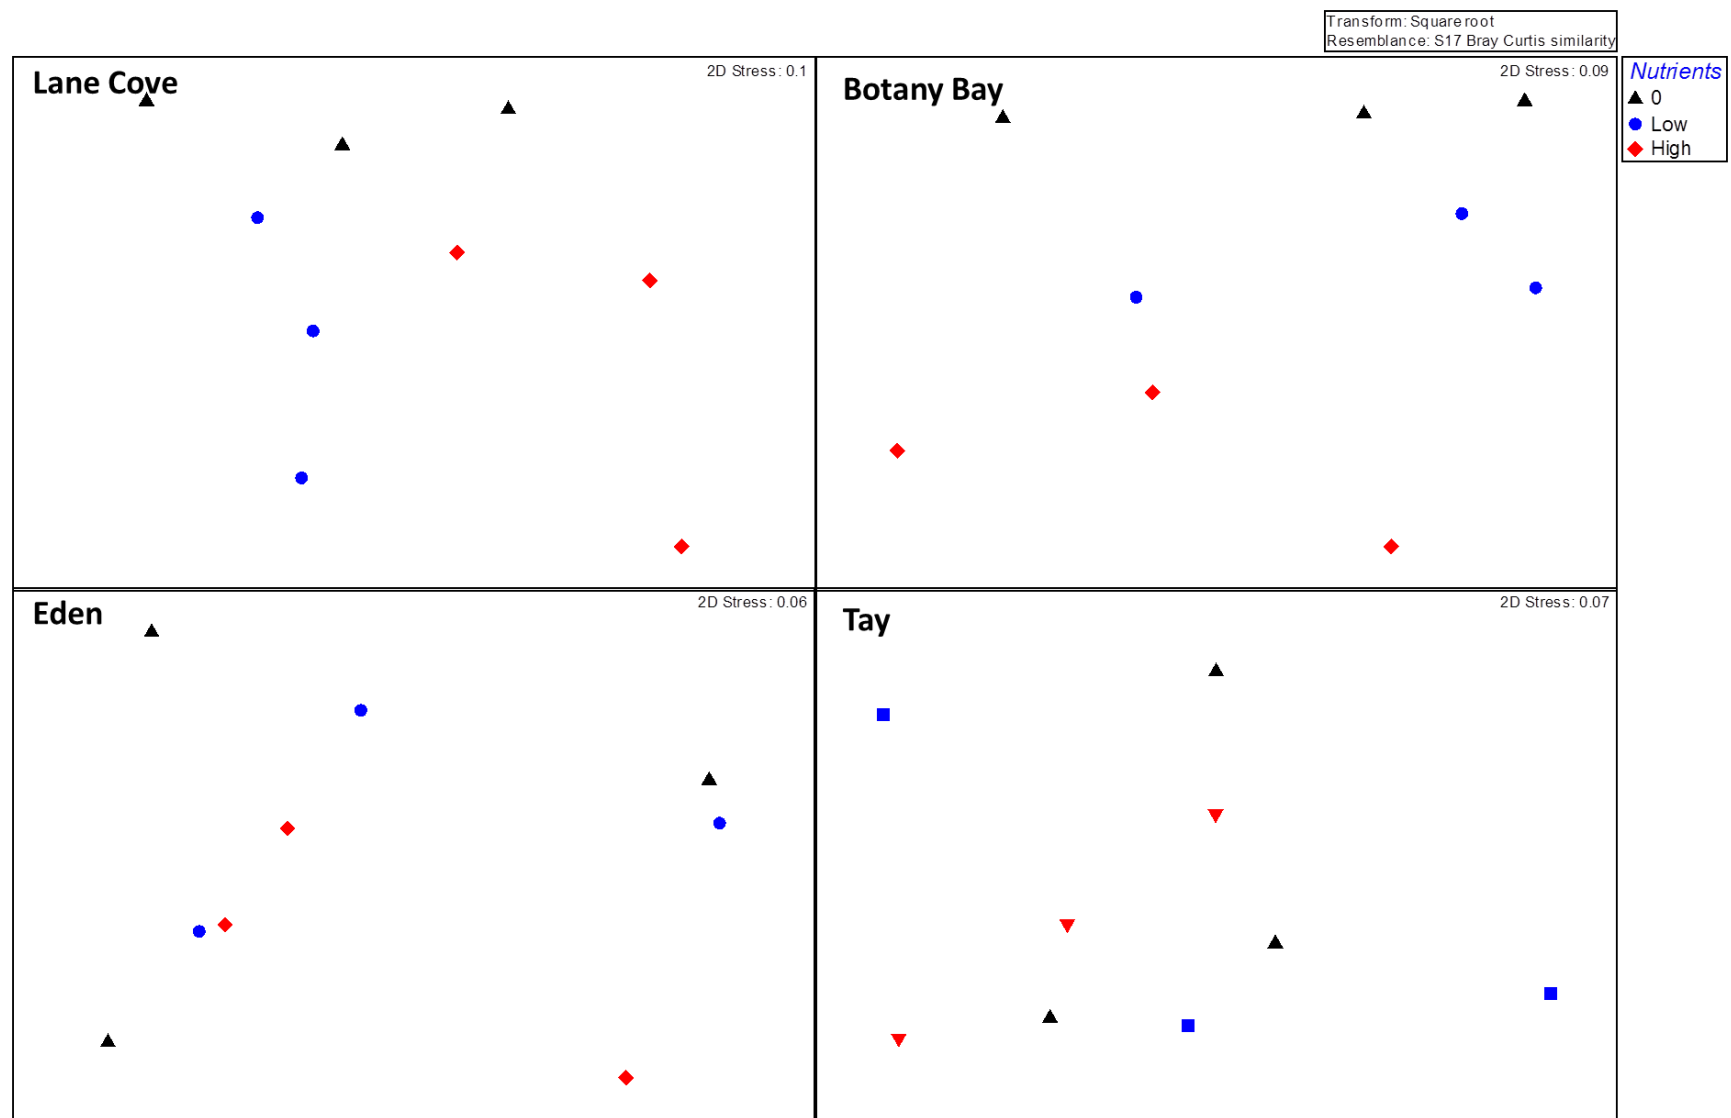 Transform: Square root
Resemblance: S17 Bray Curtis similarity
Lane Cove
2D Stress: 0.1
Botany Bay
2D Stress: 0.09
Nutrients
0
Low
High
Eden
2D Stress: 0.06
Tay
2D Stress: 0.07